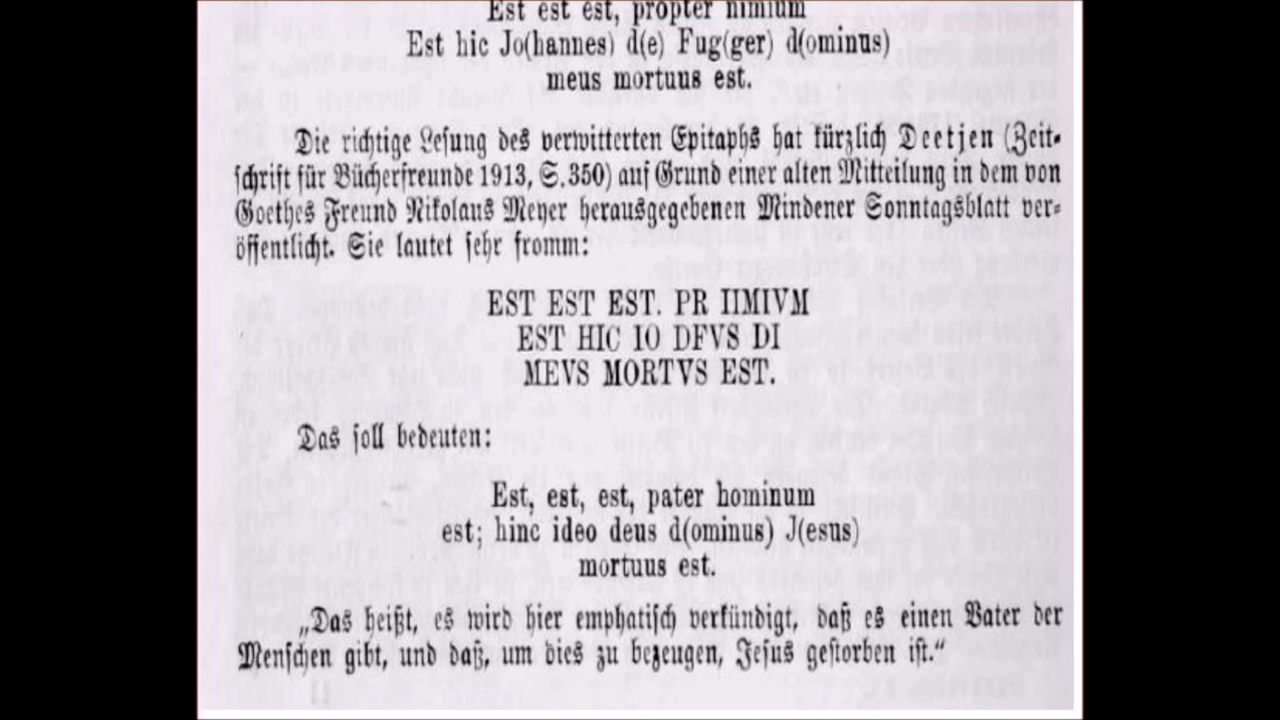 Est est est, propter nimium
Est hic Jo(hannes) d(e) Fug(ger) d(ominus)
meus mortuus est.
Die richtige Lesung des verwitterten Epitaphs hat kürzlich Deetjen (Zeit-
schrift für Bücherfreunde 1913, S. 350) auf Grund einer alten Mitteilung in dem von
Goethes Freund Nikolaus Meyer herausgegebenen Mindener Sonntagsblatt ver-
öffentlicht. Sie lautet sehr fromm:
EST EST EST. PR IIMIVM
EST HIC IO DFVS DI
MEVS MORTVS EST.
Das soll bedeuten:
Est, est, est, pater hominum
est; hinc ideo deus d(ominus) J(esus)
mortuus est.
„Das heißt, es wird hier emphatisch verkündigt, daß es einen Vater der
Menschen gibt, und daß, um dies zu bezeugen, Jesus gestorben ist.“